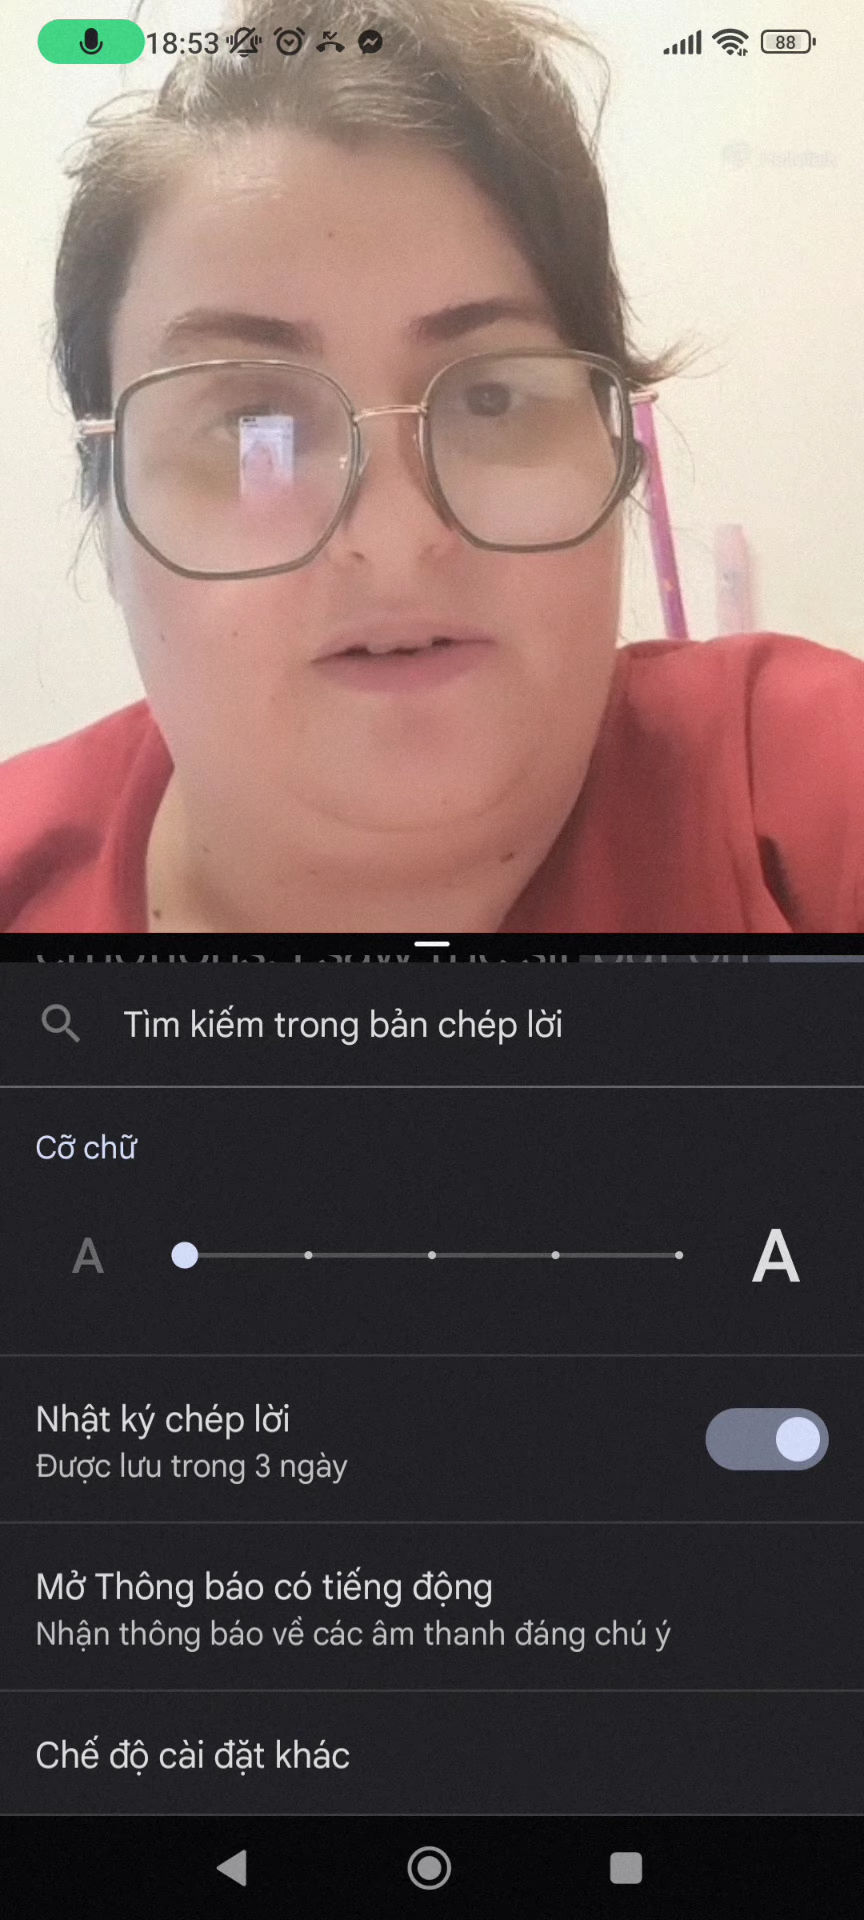 18:53
88
Tìm kiếm trong bản chép lời
Cỡ chữ
A A
Nhật ký chép lời
Được lưu trong 3 ngày
Mở Thông báo có tiếng động
Nhận thông báo về các âm thanh đáng chú ý
Chế độ cài đặt khác